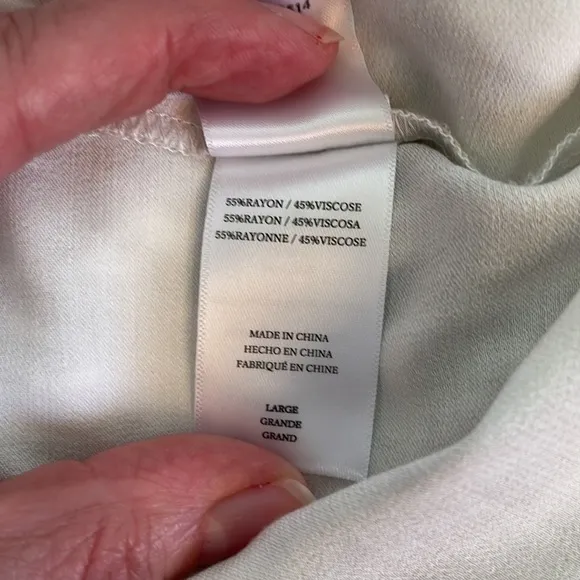 55%RAYON / 45%VISCOSE
55%RAYON / 45%VISCOSA
55%RAYONNE / 45%VISCOSE
MADE IN CHINA
HECHO EN CHINA
FABRIQUÉ EN CHINE
LARGE
GRANDE
GRAND